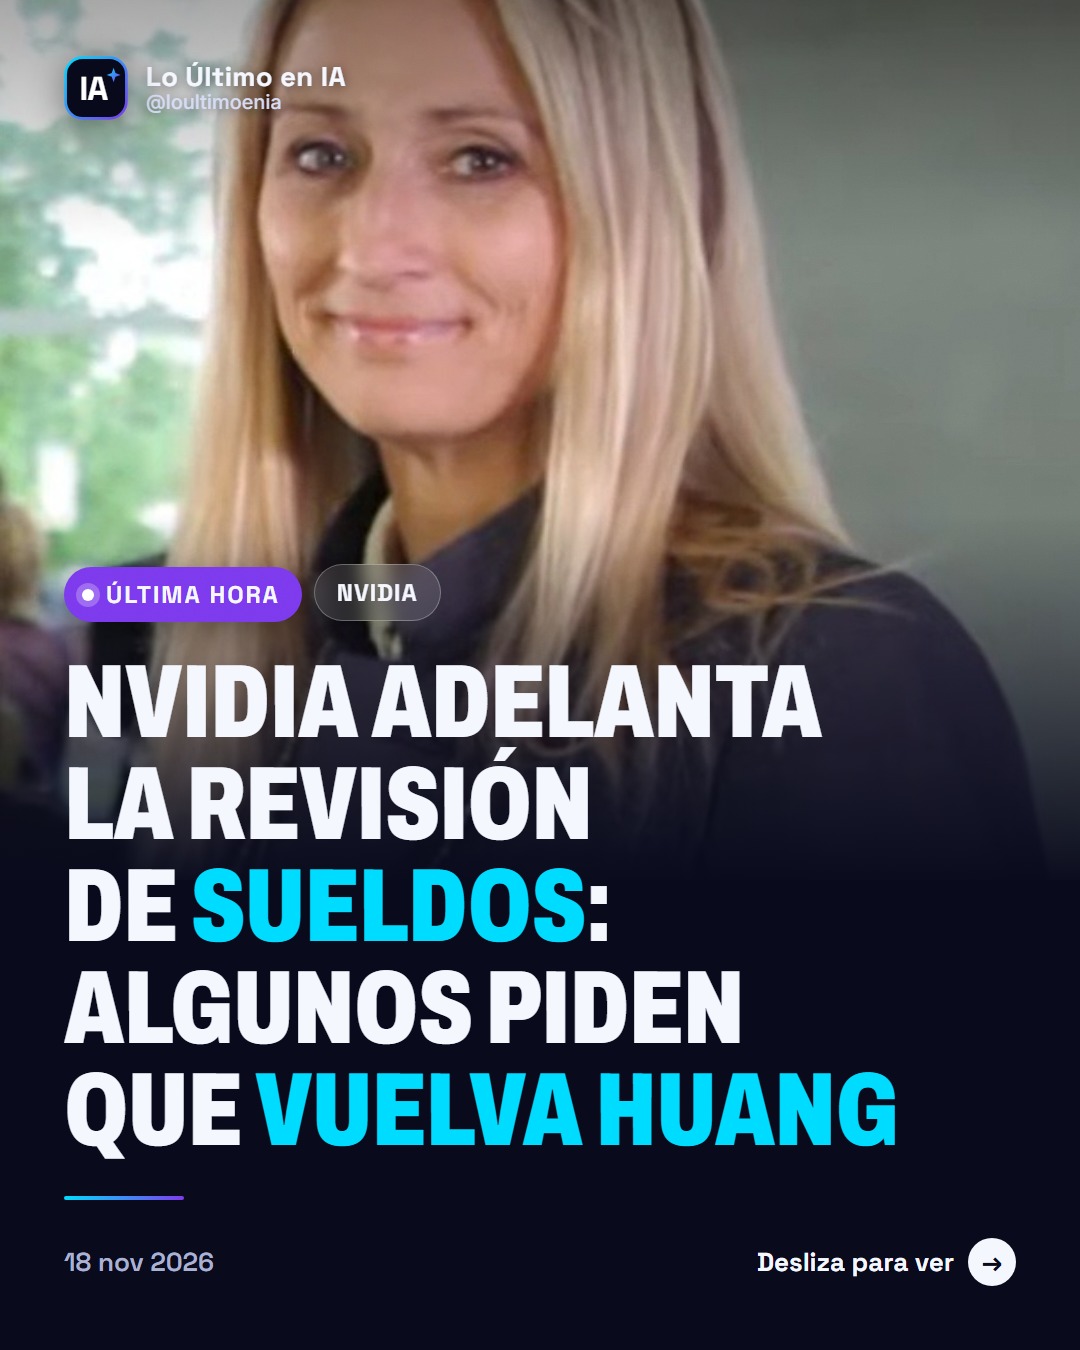 IA
Lo Último en IA
@loultimoenia
ÚLTIMA HORA
NVIDIA
NVIDIA ADELANTA
LA REVISIÓN
DE SUELDOS:
ALGUNOS PIDEN
QUE VUELVA HUANG
18 nov 2026
Desliza para ver →